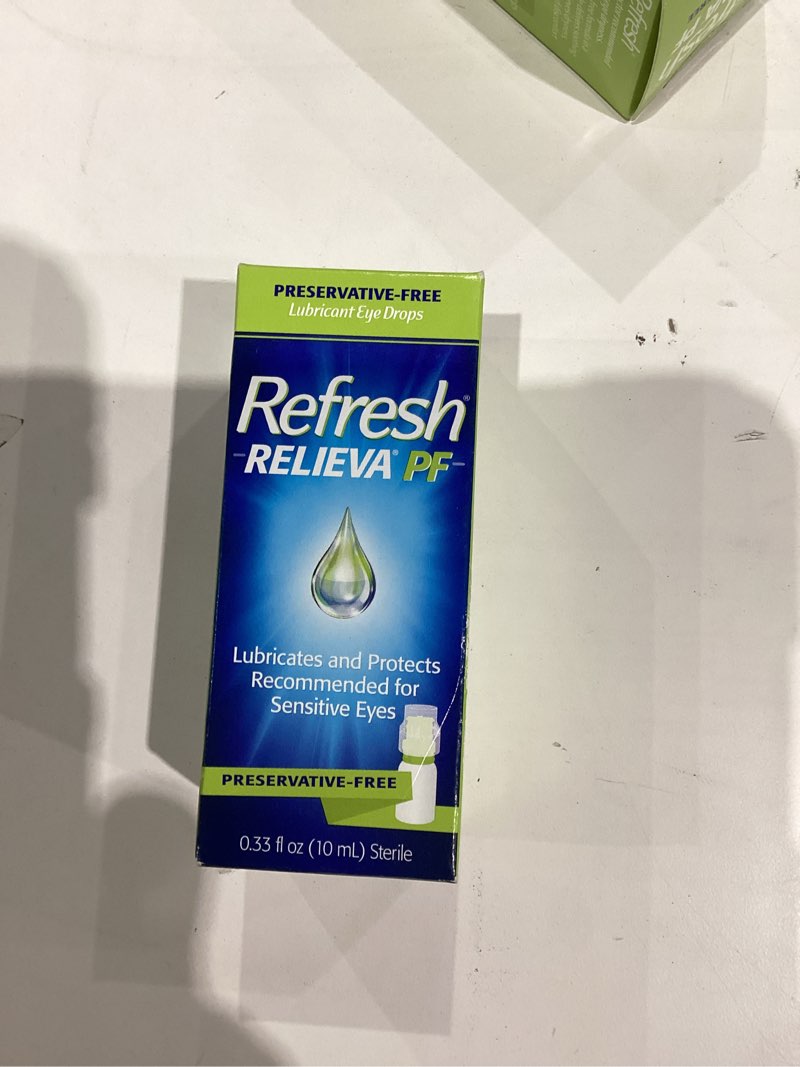 Refresh
PRESERVATIVE-FREE
Lubricant Eye Drops
Refresh®
RELIEVA® PF
Lubricates and Protects
Recommended for
Sensitive Eyes
PRESERVATIVE-FREE
0.33 fl oz (10 mL) Sterile